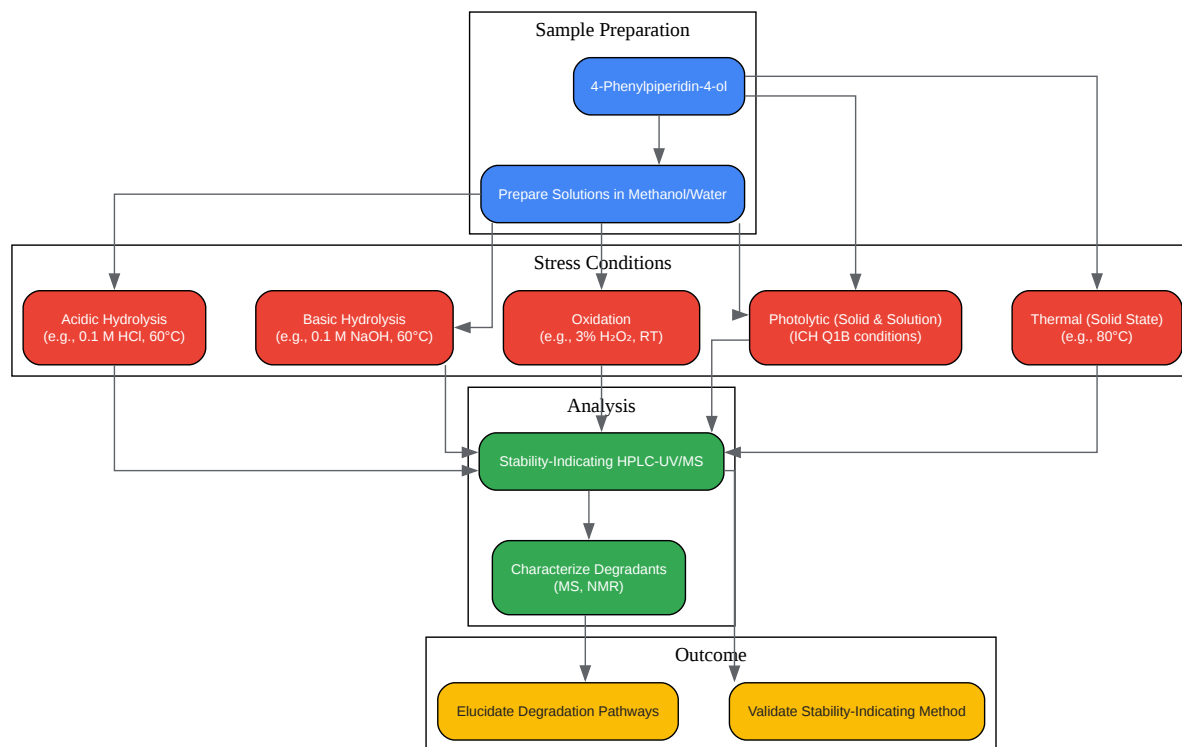 Sample Preparation
4-Phenylpiperidin-4-ol
Prepare Solutions in Methanol/Water
Stress Conditions
Acidic Hydrolysis
(e.g., 0.1 M HCl, 60°C)
Basic Hydrolysis
(e.g., 0.1 M NaOH, 60°C)
Oxidation
(e.g., 3% H₂O₂, RT)
Photolytic (Solid & Solution)
(ICH Q1B conditions)
Thermal (Solid State)
(e.g., 80°C)
Analysis
Stability-Indicating HPLC-UV/MS
Characterize Degradants
(MS, NMR)
Outcome
Elucidate Degradation Pathways
Validate Stability-Indicating Method